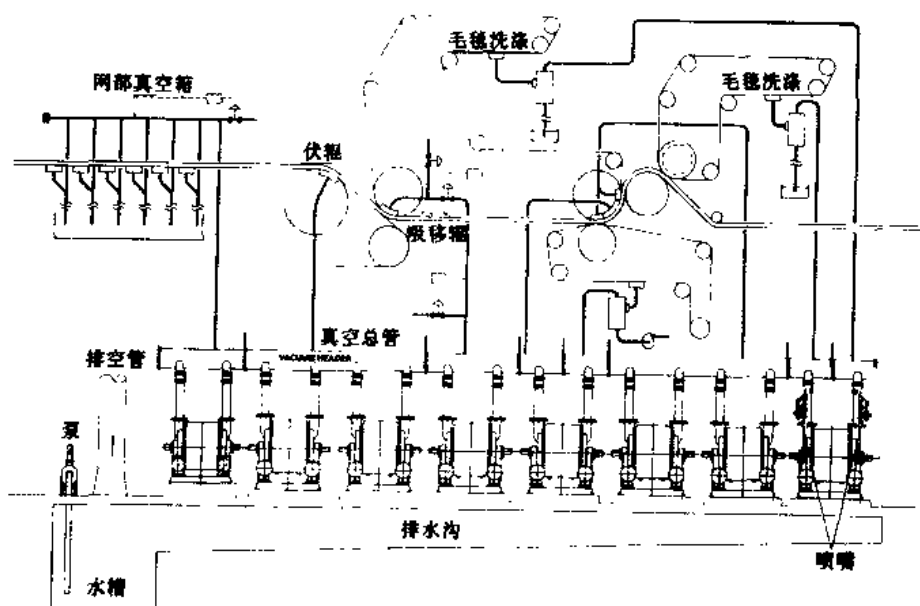 毛毯洗涤
网部真空箱
毛毯洗涤
伏辊
吸移辊
真空总管
VACUUM HEADER
排空管
泵
排水沟
水槽
喷嘴